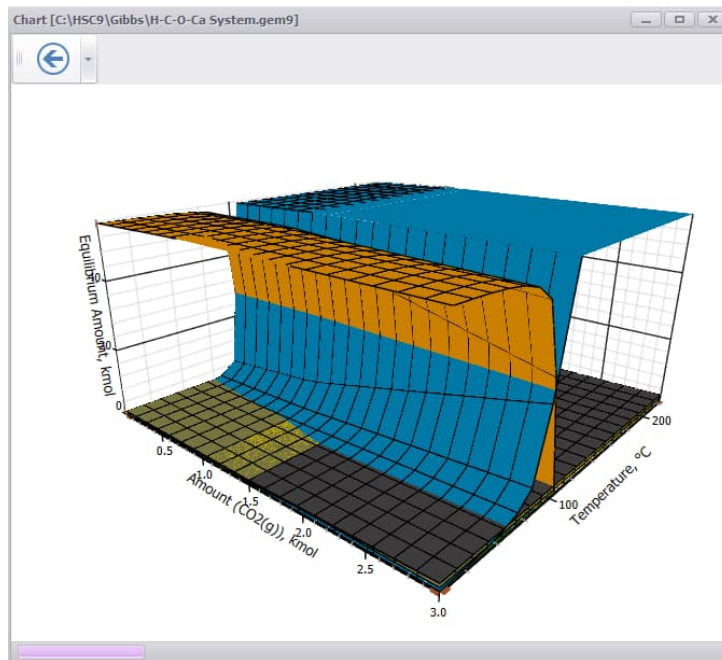 Chart [C:\HSC9\Gibbs\H-C-O-Ca System.gem9]
Equilibrium Amount, kmol
0
0.5
1.0
1.5
2.0
2.5
3.0
Amount (CO2(g)), kmol
100
200
Temperature, °C